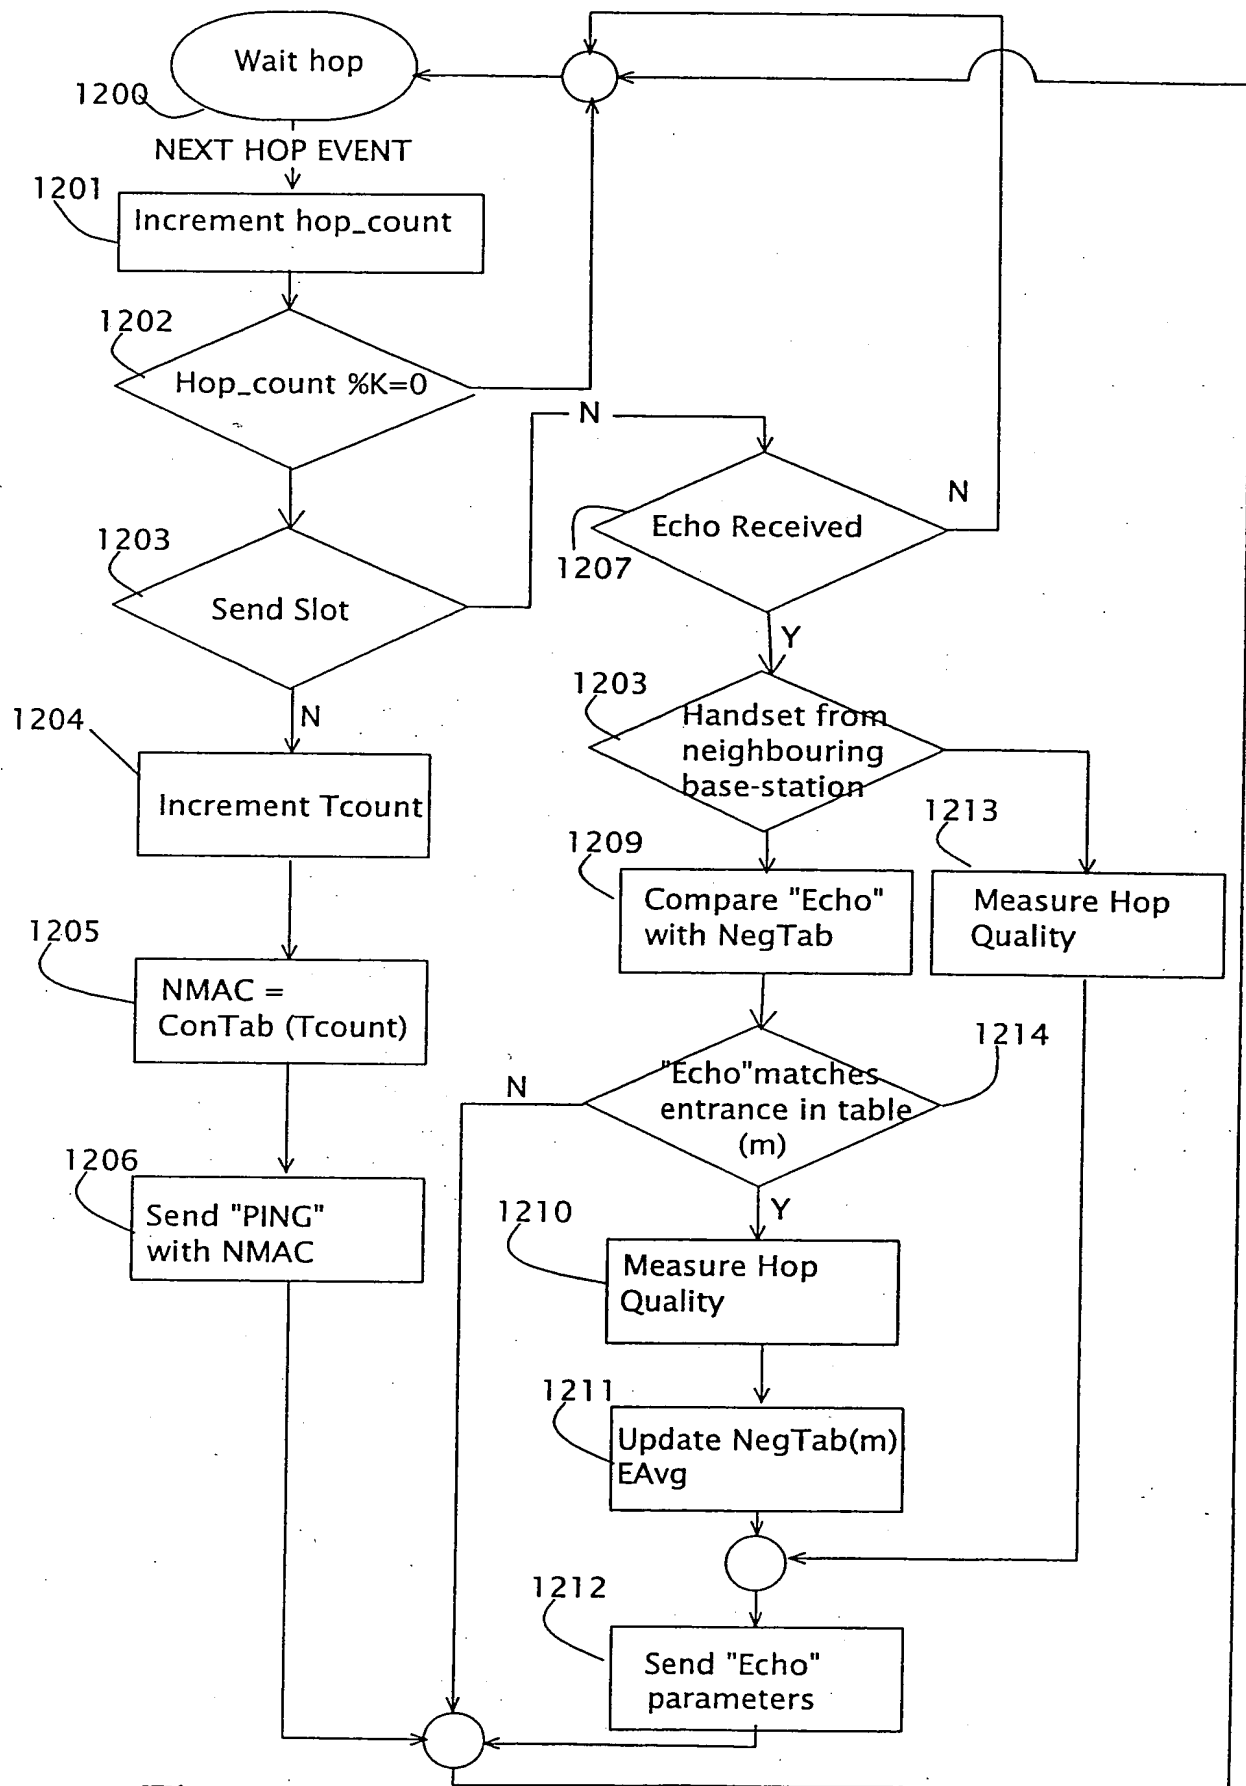 Wait hop
1200
NEXT HOP EVENT
1201
Increment hop_count
1202
Hop_count %K=0
N
1203
Send Slot
Echo Received
N
1207
Y
1203
Handset from
neighbouring
base-station
N
1204
Increment Tcount
1209
Compare "Echo"
with NegTab
1213
Measure Hop
Quality
1205
NMAC =
ConTab (Tcount)
1214
"Echo"matches
entrance in table
(m)
N
Y
1206
Send "PING"
with NMAC
1210
Measure Hop
Quality
1211
Update NegTab(m)
EAvg
1212
Send "Echo"
parameters